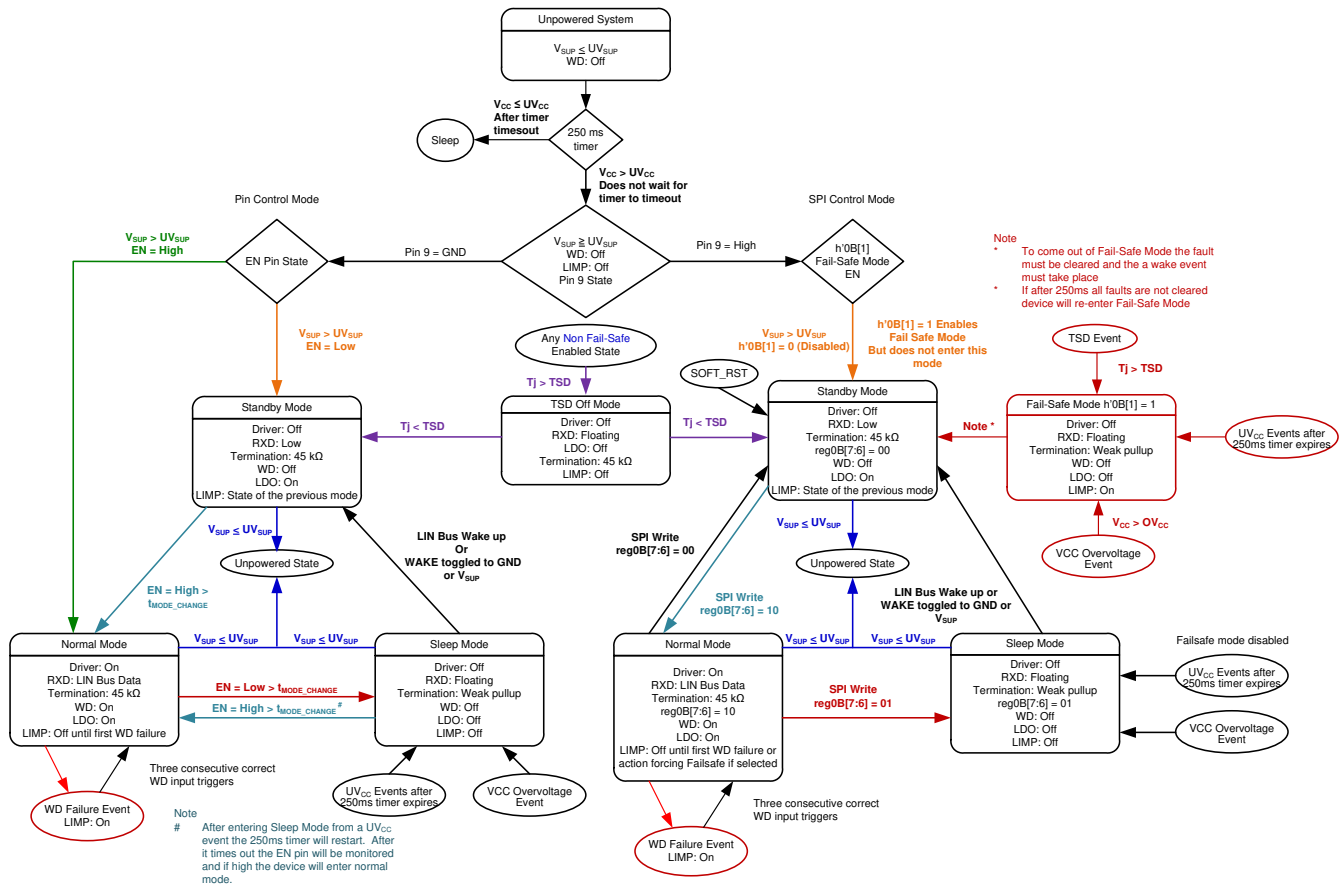 Unpowered System
VSUP ≤ UVSUP
WD: Off
VCC ≤ UVCC
After timer
timesout
Sleep
250 ms
timer
VCC > UVCC
Does not wait for
timer to timeout
Pin Control Mode
SPI Control Mode
VSUP > UVSUP
EN = High
EN Pin State
Pin 9 = GND
VSUP ≧ UVSUP
WD: Off
LIMP: Off
Pin 9 State
Pin 9 = High
h'0B[1]
Fail-Safe Mode
EN
Note
* To come out of Fail-Safe Mode the fault
must be cleared and the a wake event
must take place
* If after 250ms all faults are not cleared
device will re-enter Fail-Safe Mode
VSUP > UVSUP
EN = Low
Any Non Fail-Safe
Enabled State
VSUP > UVSUP
h'0B[1] = 0 (Disabled)
h'0B[1] = 1 Enables
Fail Safe Mode
But does not enter this
mode
TSD Event
Tj > TSD
SOFT_RST
Tj > TSD
Standby Mode
Driver: Off
RXD: Low
Termination: 45 kΩ
WD: Off
LDO: On
LIMP: State of the previous mode
Tj < TSD
TSD Off Mode
Driver: Off
RXD: Floating
LDO: Off
Termination: 45 kΩ
LIMP: Off
Tj < TSD
Standby Mode
Driver: Off
RXD: Low
Termination: 45 kΩ
reg0B[7:6] = 00
WD: Off
LDO: On
LIMP: State of the previous mode
Note *
Fail-Safe Mode h'0B[1] = 1
Driver: Off
RXD: Floating
Termination: Weak pullup
WD: Off
LDO: Off
LIMP: On
UVCC Events after
250ms timer expires
VCC > OVCC
VCC Overvoltage
Event
VSUP ≤ UVSUP
Unpowered State
LIN Bus Wake up
Or
WAKE toggled to GND
or VSUP
EN = High >
tMODE_CHANGE
SPI Write
reg0B[7:6] = 00
VSUP ≤ UVSUP
Unpowered State
SPI Write
reg0B[7:6] = 10
LIN Bus Wake up or
WAKE toggled to GND or
VSUP
Normal Mode
Driver: On
RXD: LIN Bus Data
Termination: 45 kΩ
WD: On
LDO: On
LIMP: Off until first WD failure
VSUP ≤ UVSUP
VSUP ≤ UVSUP
EN = Low > tMODE_CHANGE
EN = High > tMODE_CHANGE #
Sleep Mode
Driver: Off
RXD: Floating
Termination: Weak pullup
WD: Off
LDO: Off
LIMP: Off
Normal Mode
Driver: On
RXD: LIN Bus Data
Termination: 45 kΩ
reg0B[7:6] = 10
WD: On
LDO: On
LIMP: Off until first WD failure or
action forcing Failsafe if selected
VSUP ≤ UVSUP
VSUP ≤ UVSUP
SPI Write
reg0B[7:6] = 01
Sleep Mode
Driver: Off
RXD: Floating
Termination: Weak pullup
reg0B[7:6] = 01
WD: Off
LDO: Off
LIMP: Off
Failsafe mode disabled
UVCC Events after
250ms timer expires
VCC Overvoltage
Event
Three consecutive correct
WD input triggers
WD Failure Event
LIMP: On
UVCC Events after
250ms timer expires
VCC Overvoltage
Event
Note
# After entering Sleep Mode from a UVCC
event the 250ms timer will restart. After
it times out the EN pin will be monitored
and if high the device will enter normal
mode.
Three consecutive correct
WD input triggers
WD Failure Event
LIMP: On